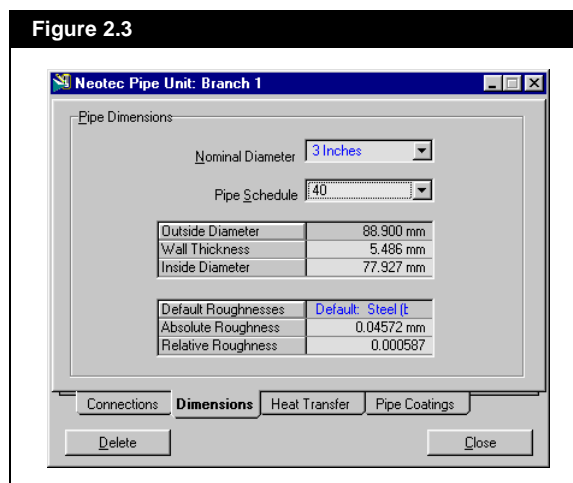 Figure 2.3
Neotec Pipe Unit: Branch 1
Pipe Dimensions
Nominal Diameter 3 Inches
Pipe Schedule 40
Outside Diameter 88.900 mm
Wall Thickness 5.486 mm
Inside Diameter 77.927 mm
Default Roughnesses Default: Steel (t
Absolute Roughness 0.04572 mm
Relative Roughness 0.000587
Connections Dimensions Heat Transfer Pipe Coatings
Delete Close